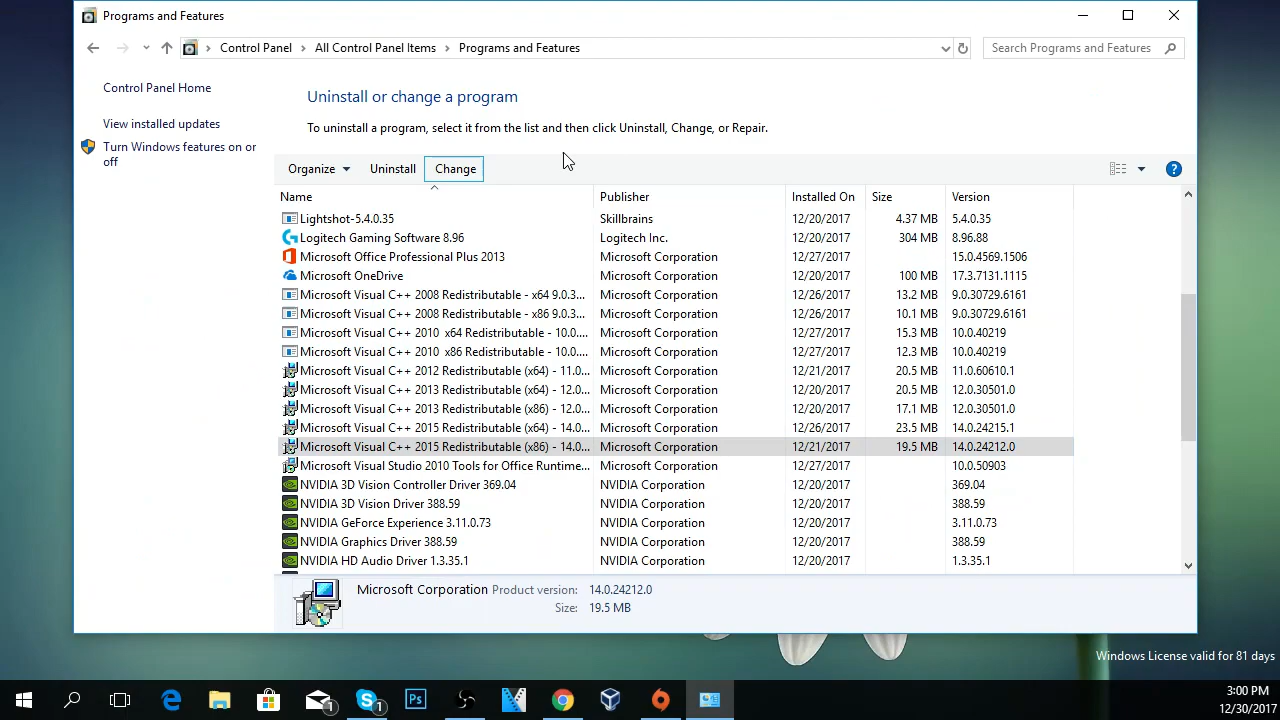 Programs and Features
Control Panel > All Control Panel Items > Programs and Features
Search Programs and Features
Control Panel Home
View installed updates
Turn Windows features on or
off
Uninstall or change a program
To uninstall a program, select it from the list and then click Uninstall, Change, or Repair.
Organize Uninstall Change
Name Publisher Installed On Size Version
Lightshot-5.4.0.35 Skillbrains 12/20/2017 4.37 MB 5.4.0.35
Logitech Gaming Software 8.96 Logitech Inc. 12/20/2017 304 MB 8.96.88
Microsoft Office Professional Plus 2013 Microsoft Corporation 12/27/2017 15.0.4569.1506
Microsoft OneDrive Microsoft Corporation 12/20/2017 100 MB 17.3.7131.1115
Microsoft Visual C++ 2008 Redistributable - x64 9.0.3... Microsoft Corporation 12/26/2017 13.2 MB 9.0.30729.6161
Microsoft Visual C++ 2008 Redistributable - x86 9.0.3... Microsoft Corporation 12/26/2017 10.1 MB 9.0.30729.6161
Microsoft Visual C++ 2010 x64 Redistributable - 10.0.... Microsoft Corporation 12/27/2017 15.3 MB 10.0.40219
Microsoft Visual C++ 2010 x86 Redistributable - 10.0.... Microsoft Corporation 12/27/2017 12.3 MB 10.0.40219
Microsoft Visual C++ 2012 Redistributable (x64) - 11.0... Microsoft Corporation 12/21/2017 20.5 MB 11.0.60610.1
Microsoft Visual C++ 2013 Redistributable (x64) - 12.0... Microsoft Corporation 12/20/2017 20.5 MB 12.0.30501.0
Microsoft Visual C++ 2013 Redistributable (x86) - 12.0... Microsoft Corporation 12/20/2017 17.1 MB 12.0.30501.0
Microsoft Visual C++ 2015 Redistributable (x64) - 14.0... Microsoft Corporation 12/20/2017 23.5 MB 14.0.24215.1
Microsoft Visual C++ 2015 Redistributable (x86) - 14.0... Microsoft Corporation 12/21/2017 19.5 MB 14.0.24212.0
Microsoft Visual Studio 2010 Tools for Office Runtime... Microsoft Corporation 12/27/2017 10.0.50903
NVIDIA 3D Vision Controller Driver 369.04 NVIDIA Corporation 12/20/2017 369.04
NVIDIA 3D Vision Driver 388.59 NVIDIA Corporation 12/20/2017 388.59
NVIDIA GeForce Experience 3.11.0.73 NVIDIA Corporation 12/20/2017 3.11.0.73
NVIDIA Graphics Driver 388.59 NVIDIA Corporation 12/20/2017 388.59
NVIDIA HD Audio Driver 1.3.35.1 NVIDIA Corporation 12/20/2017 1.3.35.1
Microsoft Corporation Product version: 14.0.24212.0
Size: 19.5 MB
Windows License valid for 81 days
1 1 Ps
3:00 PM
12/30/2017